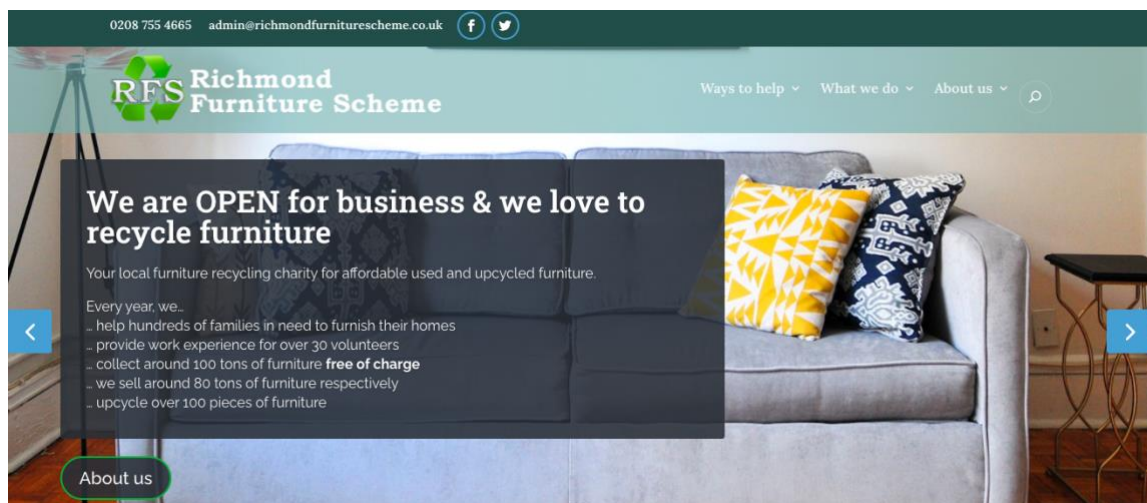 0208 755 4665 admin@richmondfurniturescheme.co.uk
RFS Richmond
Furniture Scheme
Ways to help What we do About us
We are OPEN for business & we love to
recycle furniture
Your local furniture recycling charity for affordable used and upcycled furniture.
Every year, we...
... help hundreds of families in need to furnish their homes
... provide work experience for over 30 volunteers
... collect around 100 tons of furniture free of charge
... we sell around 80 tons of furniture respectively
... upcycle over 100 pieces of furniture
About us